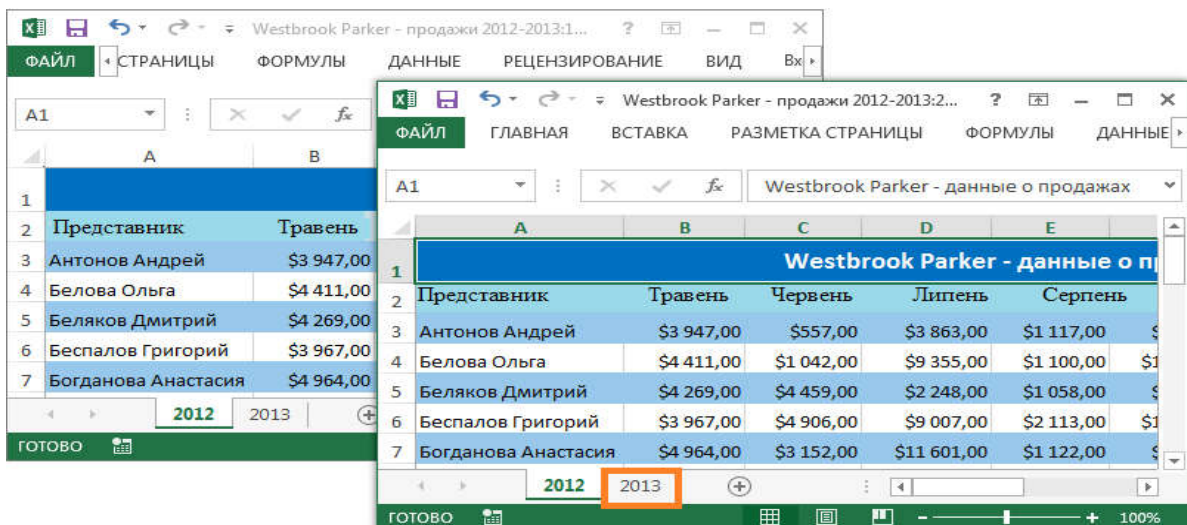 Westbrook Parker - продажи 2012-2013:1...
ФАЙЛ СТРАНИЦЫ ФОРМУЛЫ ДАННЫЕ РЕЦЕНЗИРОВАНИЕ ВИД Вх
A1 fx
A B
1
2 Представник Травень
3 Антонов Андрей $3 947,00
4 Белова Ольга $4 411,00
5 Беляков Дмитрий $4 269,00
6 Беспалов Григорий $3 967,00
7 Богданова Анастасия $4 964,00
2012 2013
ГОТОВО
Westbrook Parker - продажи 2012-2013:2...
ФАЙЛ ГЛАВНАЯ ВСТАВКА РАЗМЕТКА СТРАНИЦЫ ФОРМУЛЫ ДАННЫЕ
A1 fx Westbrook Parker - данные о продажах
A B C D E
1 Westbrook Parker - данные о п
2 Представник Травень Червень Липень Серпень
3 Антонов Андрей $3 947,00 $557,00 $3 863,00 $1 117,00 $
4 Белова Ольга $4 411,00 $1 042,00 $9 355,00 $1 100,00 $1
5 Беляков Дмитрий $4 269,00 $4 459,00 $2 248,00 $1 058,00 $
6 Беспалов Григорий $3 967,00 $4 906,00 $9 007,00 $2 113,00 $1
7 Богданова Анастасия $4 964,00 $3 152,00 $11 601,00 $1 122,00 $
2012 2013
ГОТОВО 100%